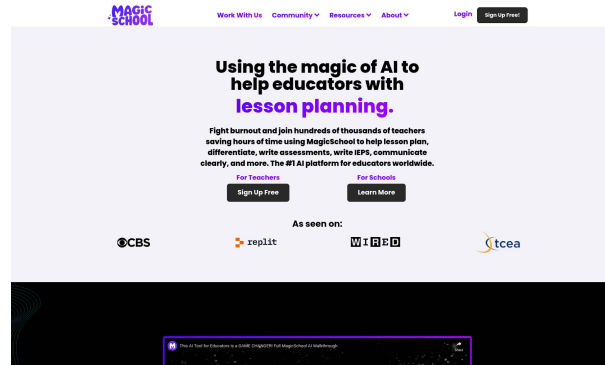 MAGiC
SCHOOL
Work With Us Community Resources About
Login Sign Up Free!
Using the magic of AI to
help educators with
lesson planning.
Fight burnout and join hundreds of thousands of teachers
saving hours of time using MagicSchool to help lesson plan,
differentiate, write assessments, write IEPS, communicate
clearly, and more. The #1 AI platform for educators worldwide.
For Teachers For Schools
Sign Up Free Learn More
As seen on:
CBS replit WIRED tcea
M This AI Tool for Educators is a GAME CHANGER! Full MagicSchool AI Walkthrough
Share